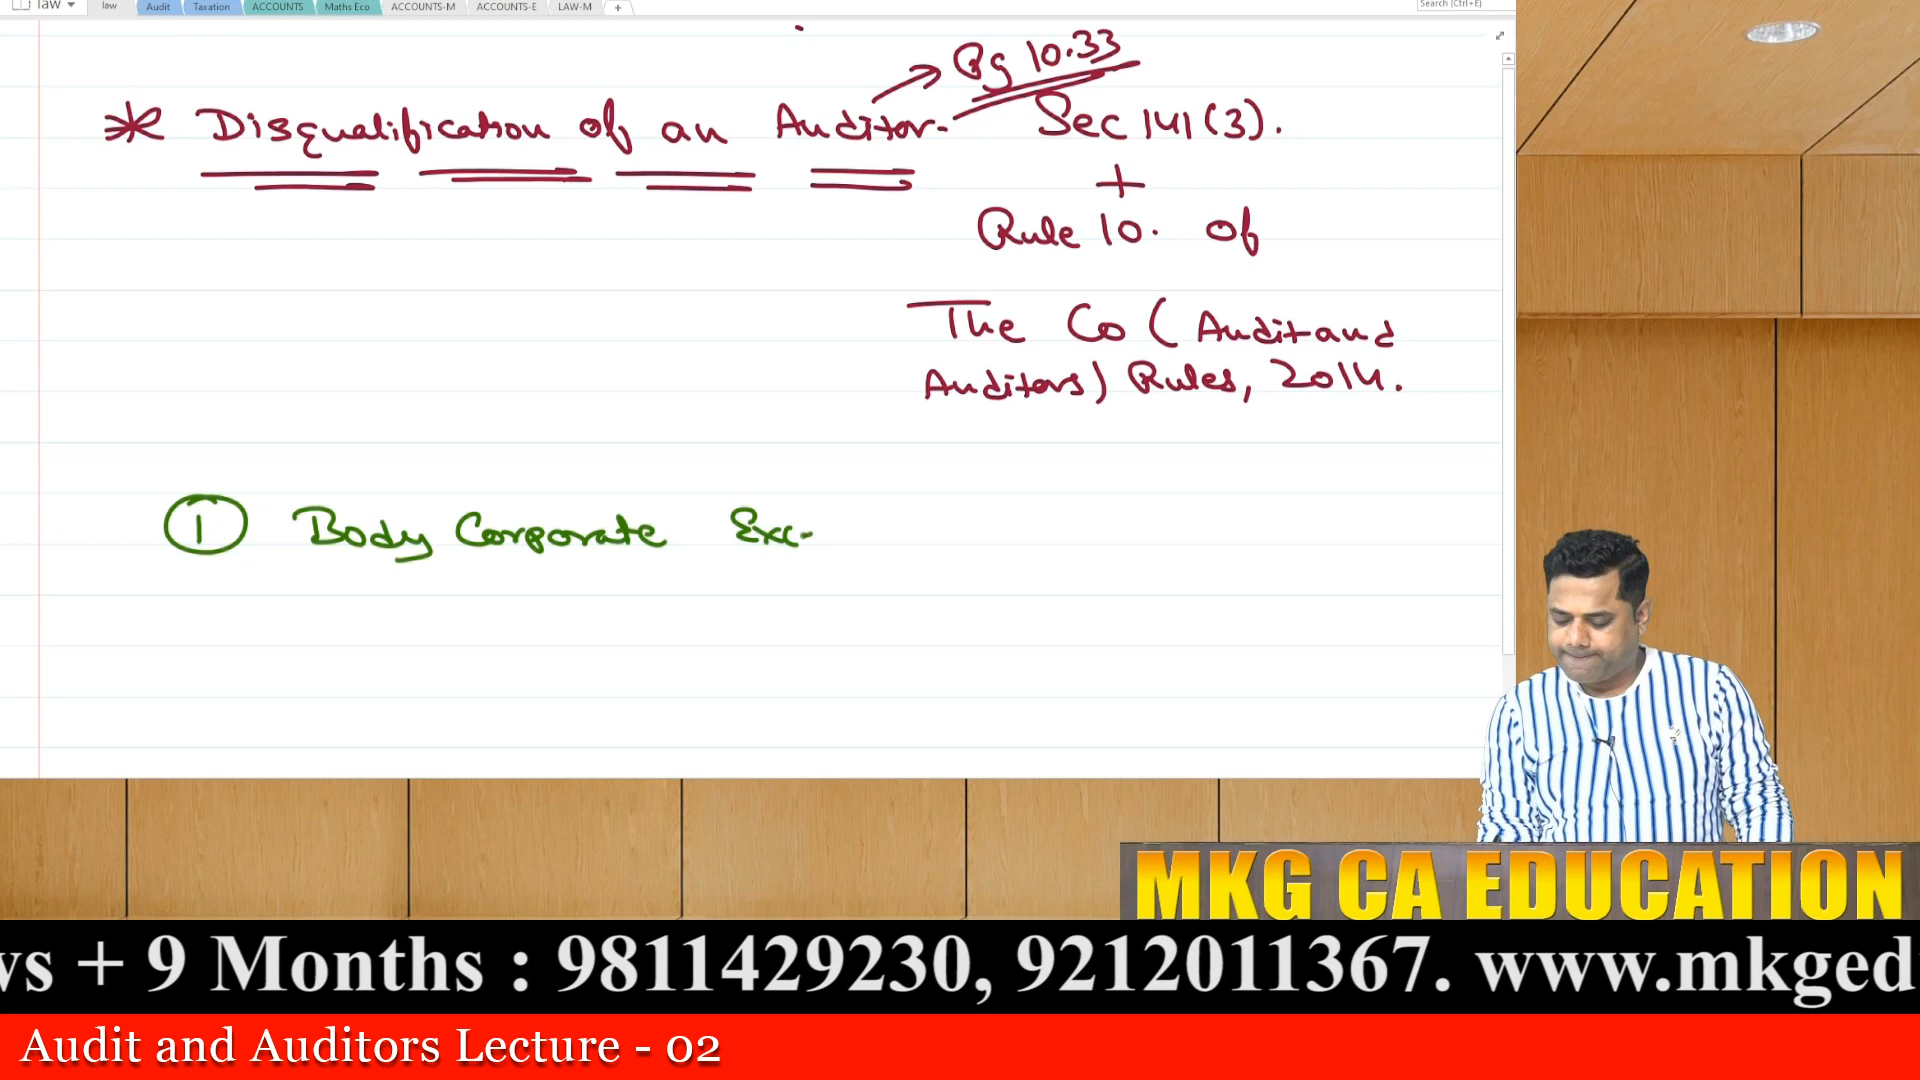 law
law Audit Taxation ACCOUNTS Maths Eco ACCOUNTS-M ACCOUNTS-E LAW-M +
Search (Ctrl+E)
Pg 10.33
* Disqualification of an Auditor- Sec 141(3).
+
Rule 10. of
The Co (Audit and
Auditors) Rules, 2014.
1 Body Corporate Exc-
MKG CA EDUCATION
ws + 9 Months : 9811429230, 9212011367. www.mkged
Audit and Auditors Lecture - 02